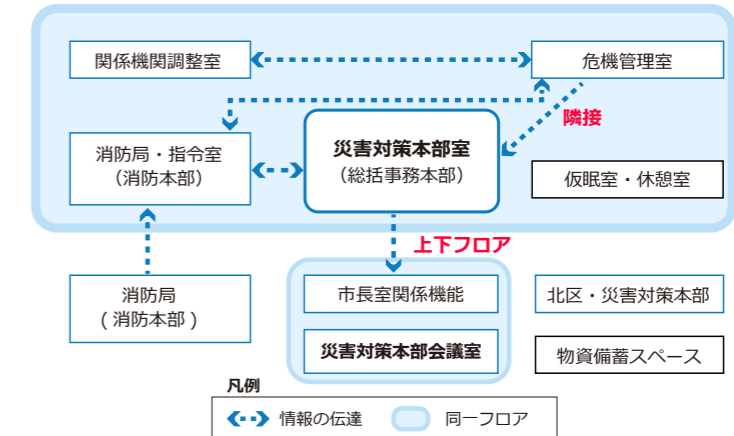 関係機関調整室
危機管理室
隣接
消防局・指令室
(消防本部)
災害対策本部室
(総括事務本部)
仮眠室・休憩室
上下フロア
消防局
( 消防本部 )
市長室関係機能
災害対策本部会議室
北区・災害対策本部
物資備蓄スペース
凡例
情報の伝達
同一フロア